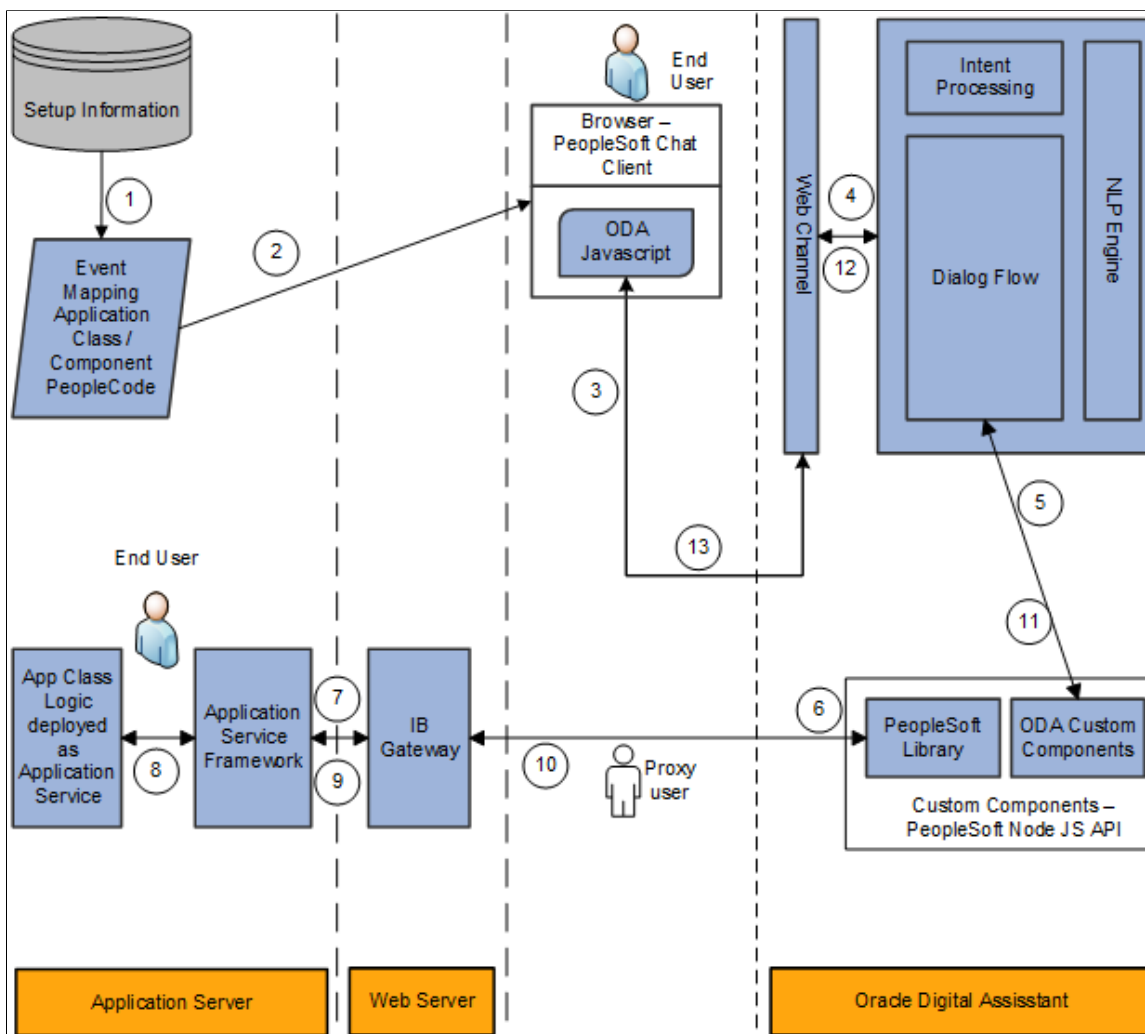 Setup Information
1
Event
Mapping
Application
Class /
Component
PeopleCode
2
End
User
Browser –
PeopleSoft Chat
Client
ODA
Javascript
3
13
Web Channel
4
12
Intent
Processing
Dialog Flow
NLP Engine
5
11
End User
App Class
Logic
deployed
as
Application
Service
8
Application
Service
Framework
7
9
IB
Gateway
10
Proxy
user
6
PeopleSoft
Library
ODA Custom
Components
Custom Components –
PeopleSoft Node JS API
Application Server
Web Server
Oracle Digital Assisstant